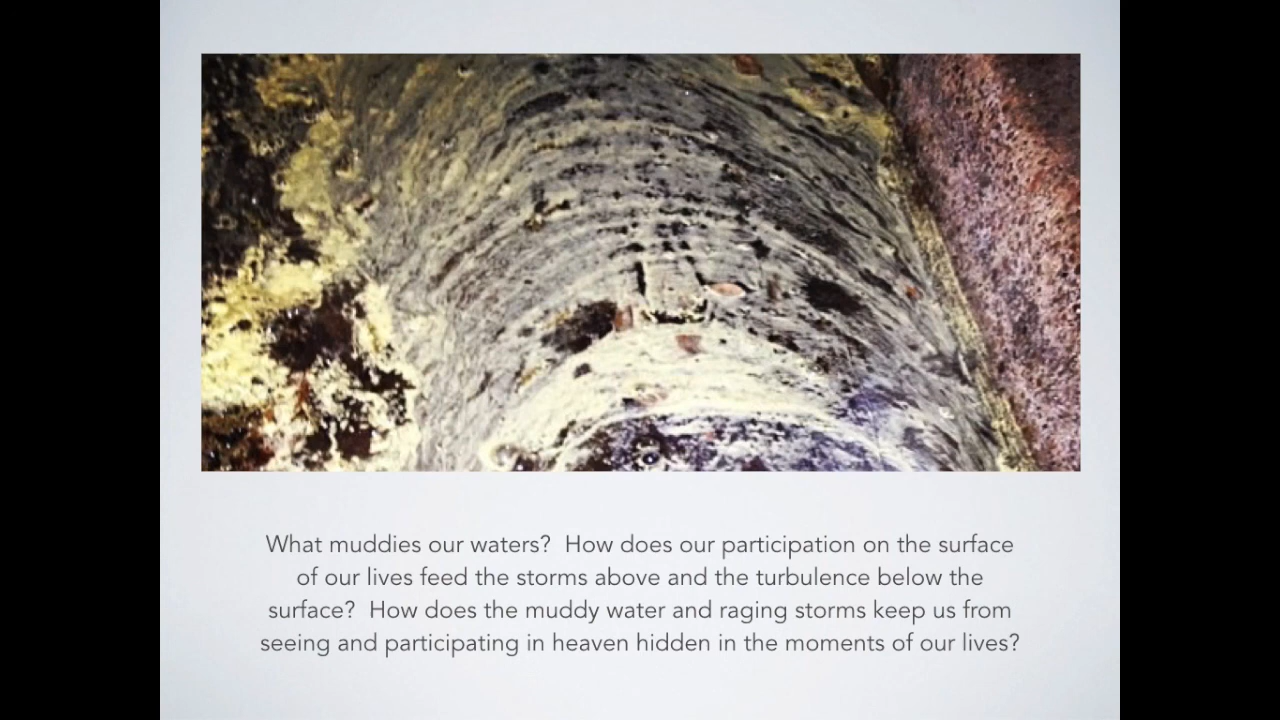 What muddies our waters?  How does our participation on the surface
of our lives feed the storms above and the turbulence below the
surface?  How does the muddy water and raging storms keep us from
seeing and participating in heaven hidden in the moments of our lives?